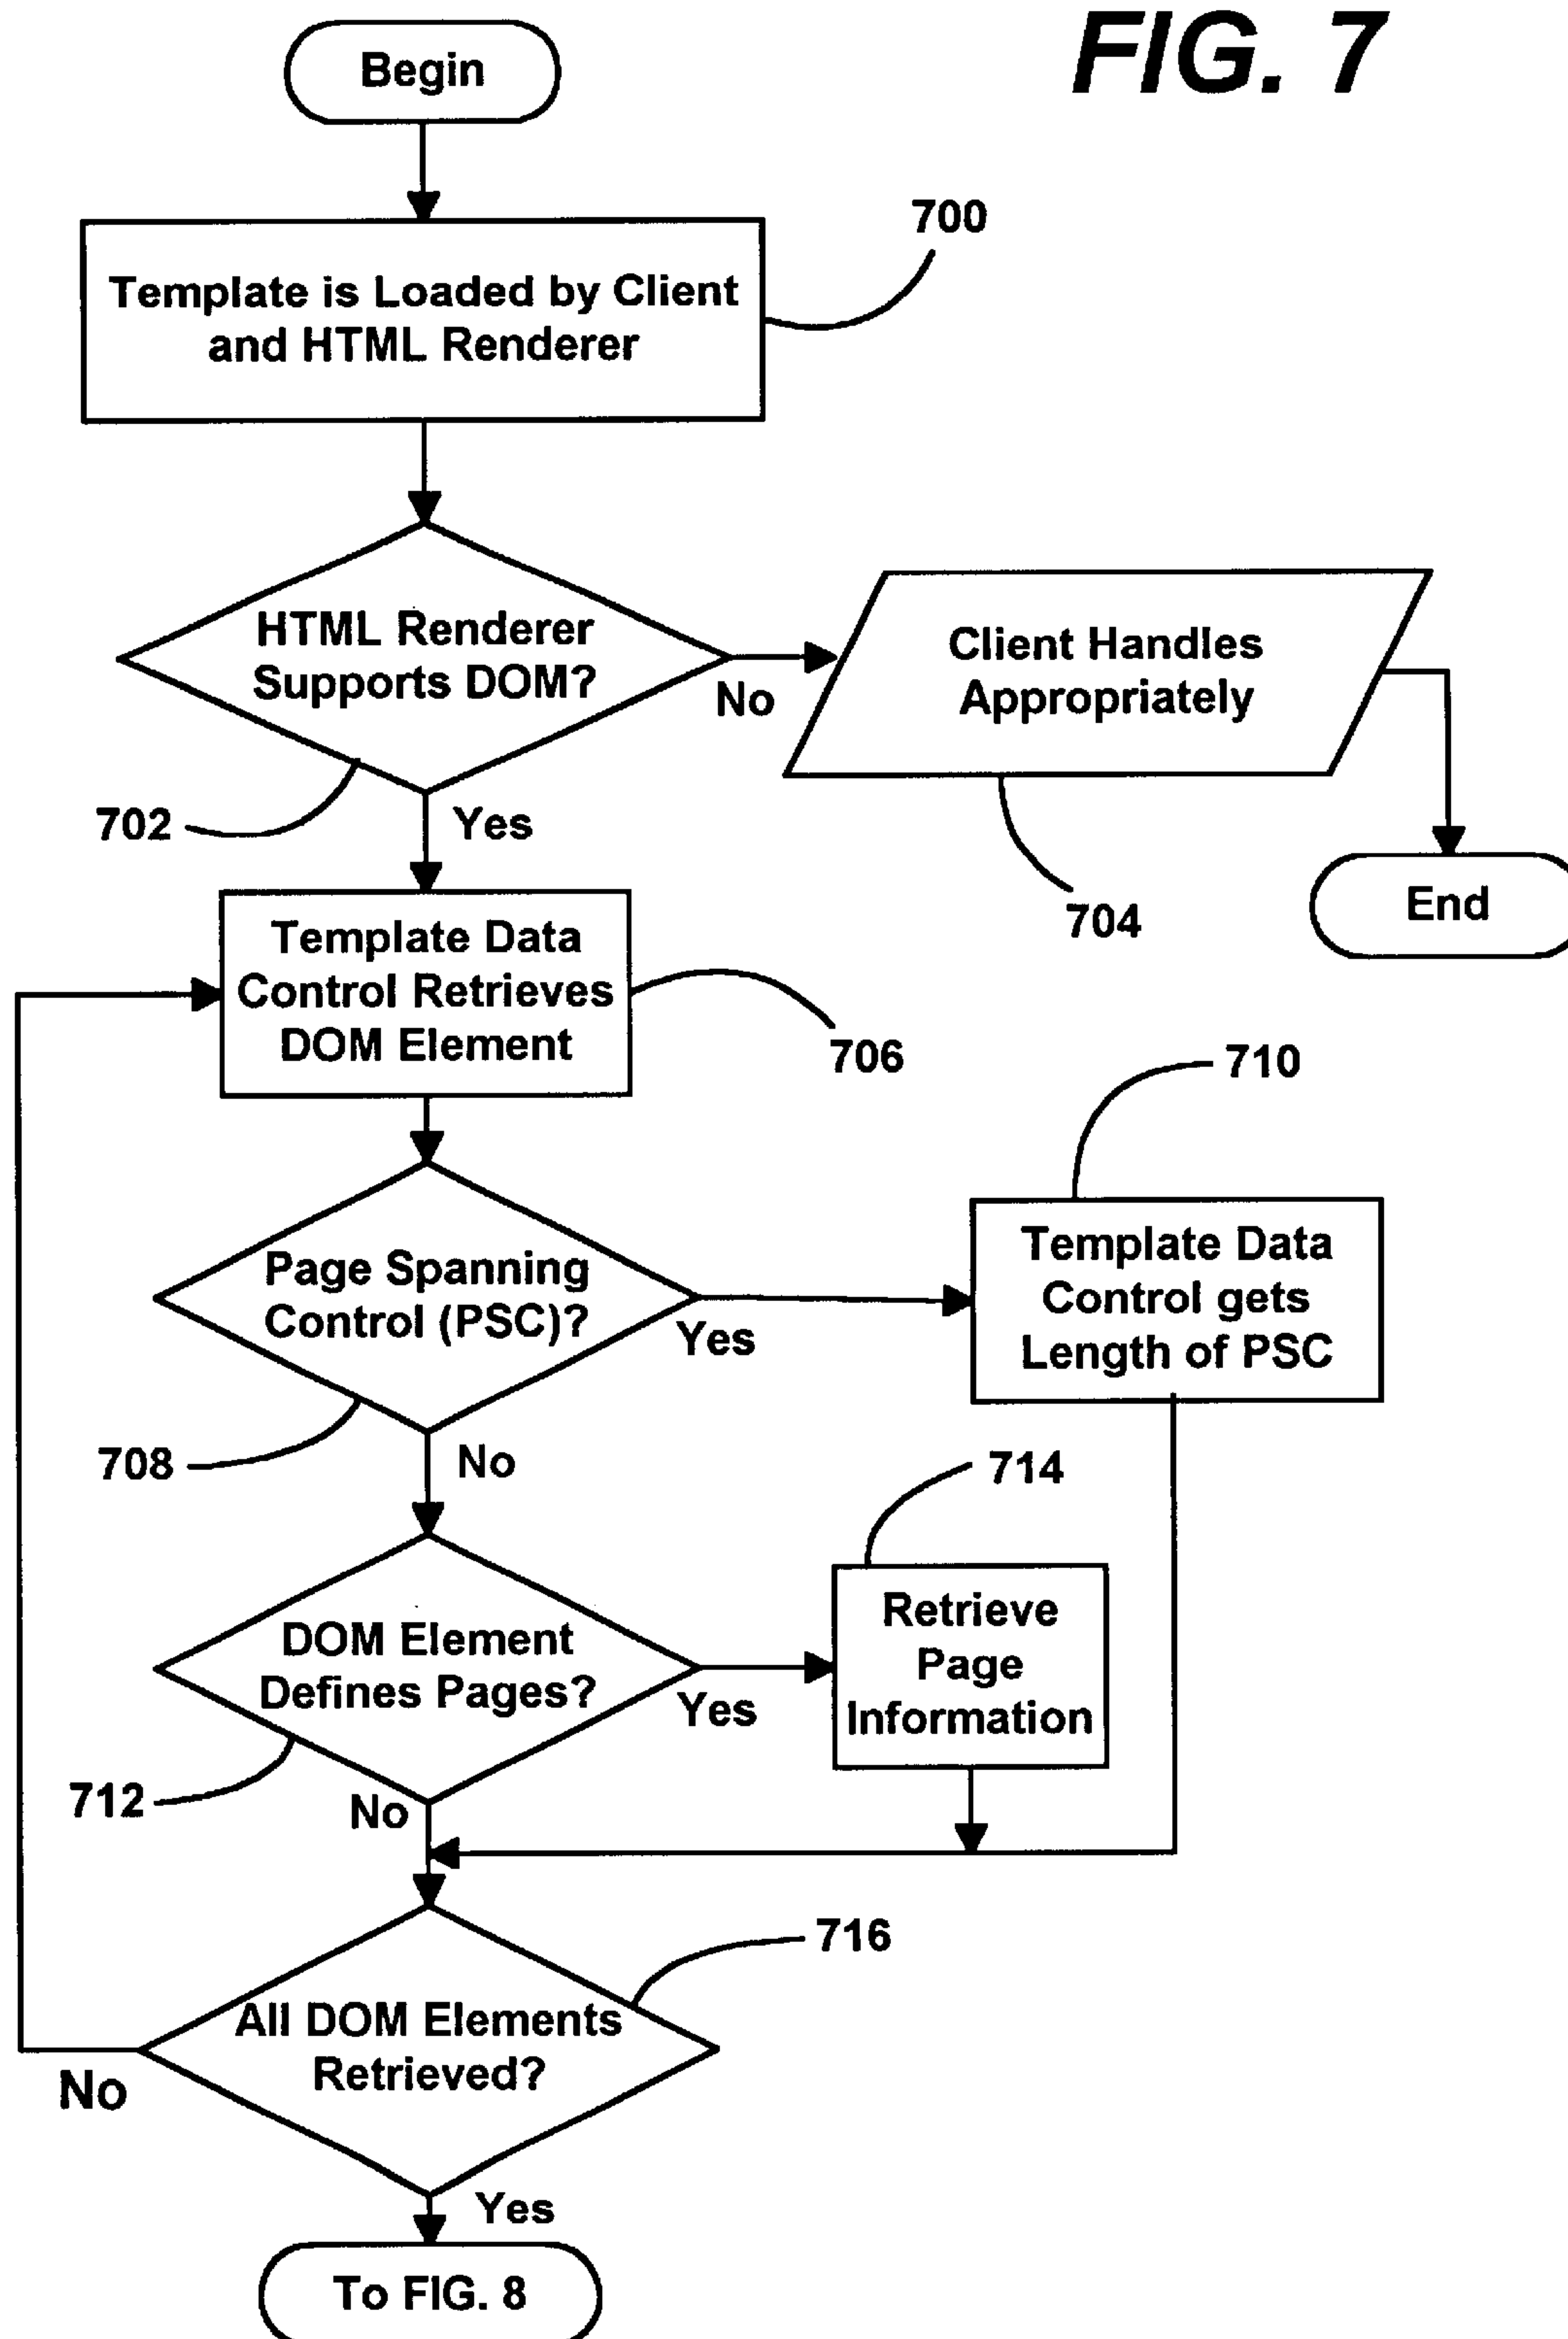 FIG. 7
Begin
700
Template is Loaded by Client
and HTML Renderer
HTML Renderer
Supports DOM?
No
Client Handles
Appropriately
702
Yes
704
End
Template Data
Control Retrieves
DOM Element
706
710
Page Spanning
Control (PSC)?
Yes
Template Data
Control gets
Length of PSC
708
No
714
DOM Element
Defines Pages?
Yes
Retrieve
Page
Information
712
No
716
All DOM Elements
Retrieved?
No
Yes
To FIG. 8